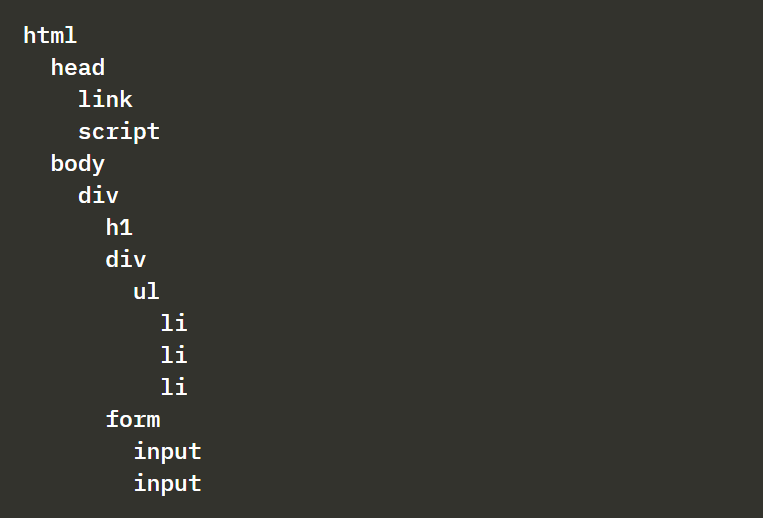 html
  head
    link
    script
  body
    div
      h1
      div
        ul
          li
          li
          li
      form
        input
        input